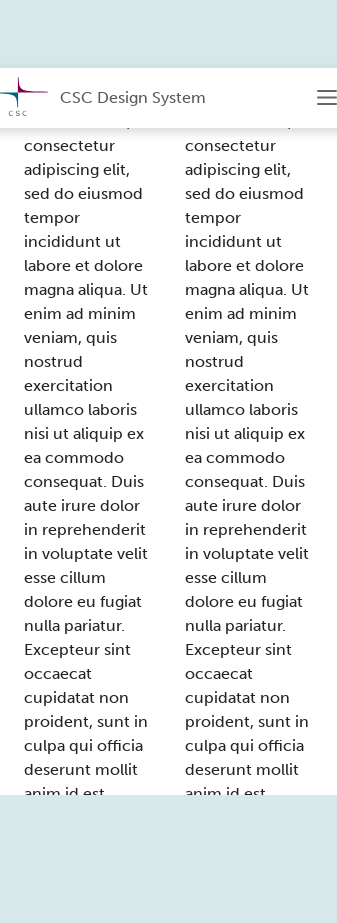 CSC
CSC Design System
consectetur
adipiscing elit,
sed do eiusmod
tempor
incididunt ut
labore et dolore
magna aliqua. Ut
enim ad minim
veniam, quis
nostrud
exercitation
ullamco laboris
nisi ut aliquip ex
ea commodo
consequat. Duis
aute irure dolor
in reprehenderit
in voluptate velit
esse cillum
dolore eu fugiat
nulla pariatur.
Excepteur sint
occaecat
cupidatat non
proident, sunt in
culpa qui officia
deserunt mollit
anim id est
consectetur
adipiscing elit,
sed do eiusmod
tempor
incididunt ut
labore et dolore
magna aliqua. Ut
enim ad minim
veniam, quis
nostrud
exercitation
ullamco laboris
nisi ut aliquip ex
ea commodo
consequat. Duis
aute irure dolor
in reprehenderit
in voluptate velit
esse cillum
dolore eu fugiat
nulla pariatur.
Excepteur sint
occaecat
cupidatat non
proident, sunt in
culpa qui officia
deserunt mollit
anim id est